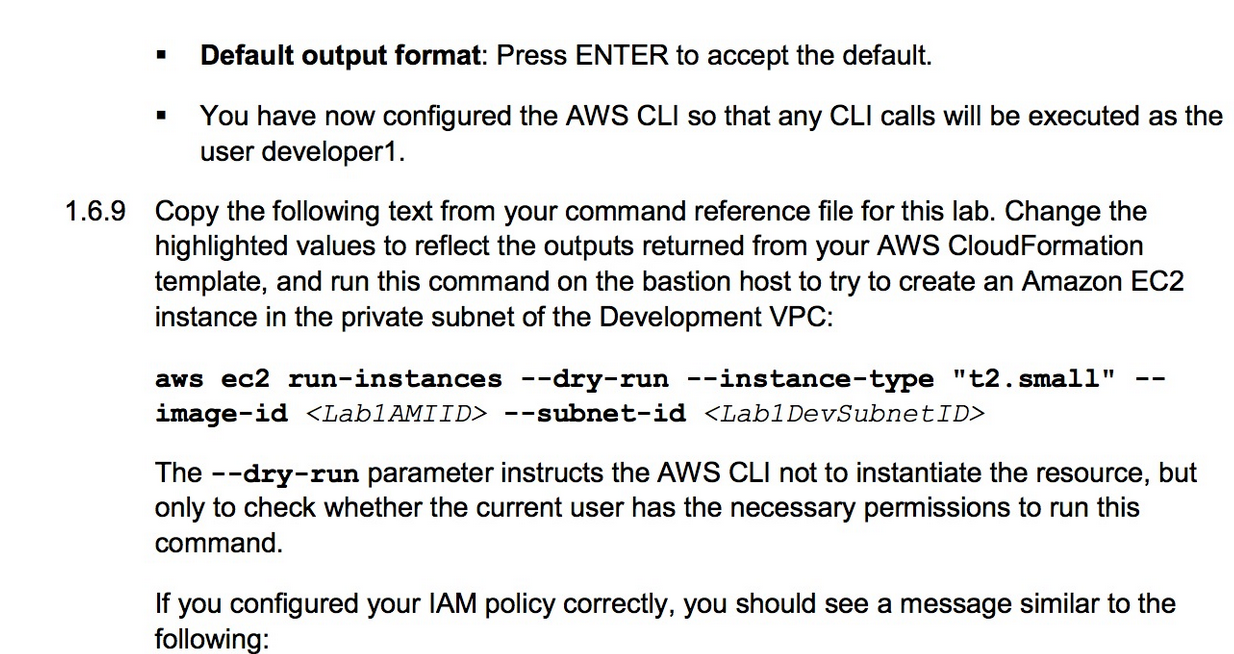 ▪ Default output format: Press ENTER to accept the default.
▪ You have now configured the AWS CLI so that any CLI calls will be executed as the
user developer1.
1.6.9 Copy the following text from your command reference file for this lab. Change the
highlighted values to reflect the outputs returned from your AWS CloudFormation
template, and run this command on the bastion host to try to create an Amazon EC2
instance in the private subnet of the Development VPC:
aws ec2 run-instances --dry-run --instance-type "t2.small" --
image-id <Lab1AMIID> --subnet-id <Lab1DevSubnetID>
The --dry-run parameter instructs the AWS CLI not to instantiate the resource, but
only to check whether the current user has the necessary permissions to run this
command.
If you configured your IAM policy correctly, you should see a message similar to the
following: